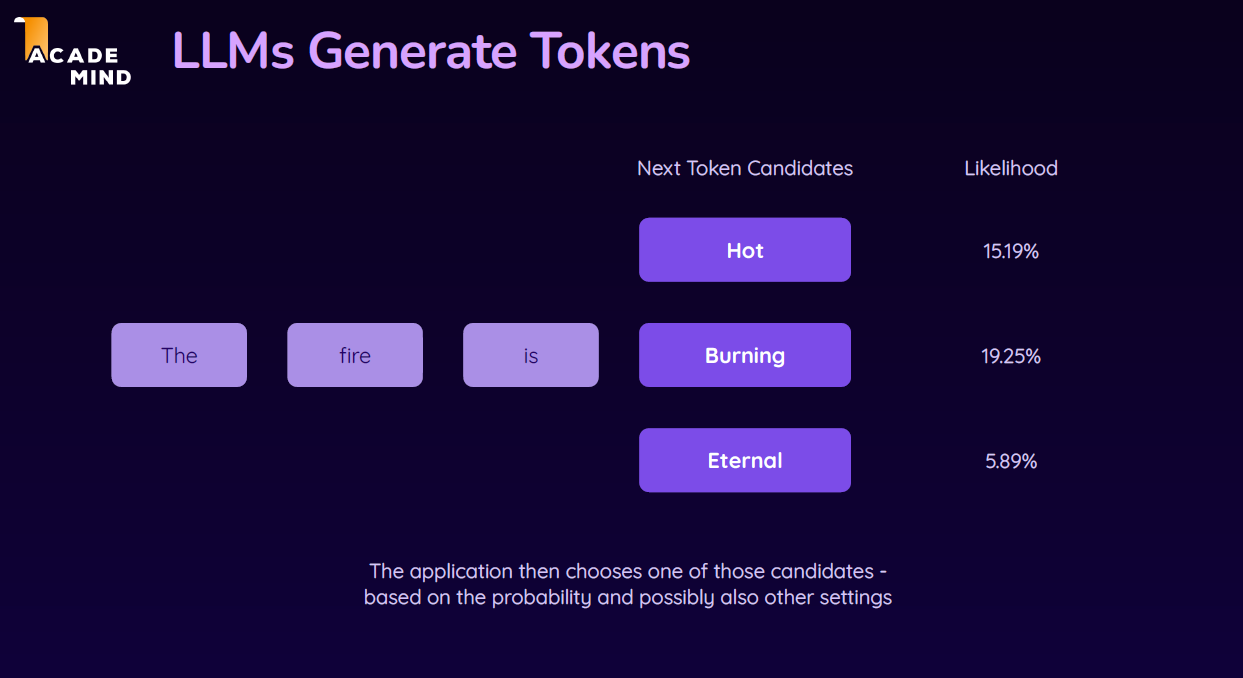 ACADE
MIND
LLMs Generate Tokens
Next Token Candidates Likelihood
Hot 15.19%
The fire is Burning 19.25%
Eternal 5.89%
The application then chooses one of those candidates -
based on the probability and possibly also other settings